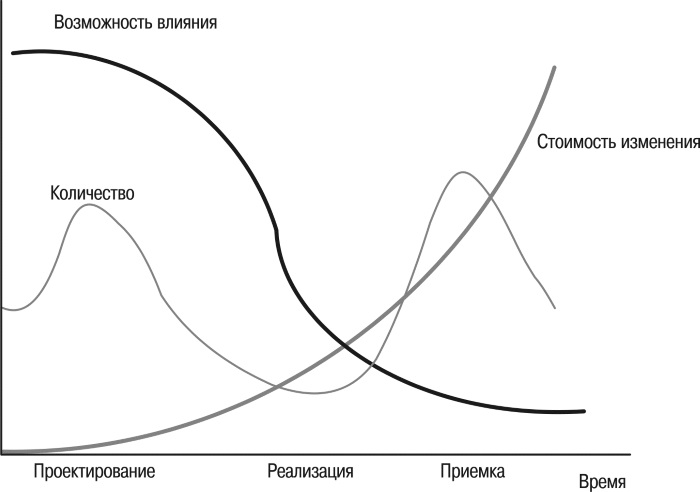 Возможность влияния
Стоимость изменения
Количество
Проектирование
Реализация
Приемка
Время